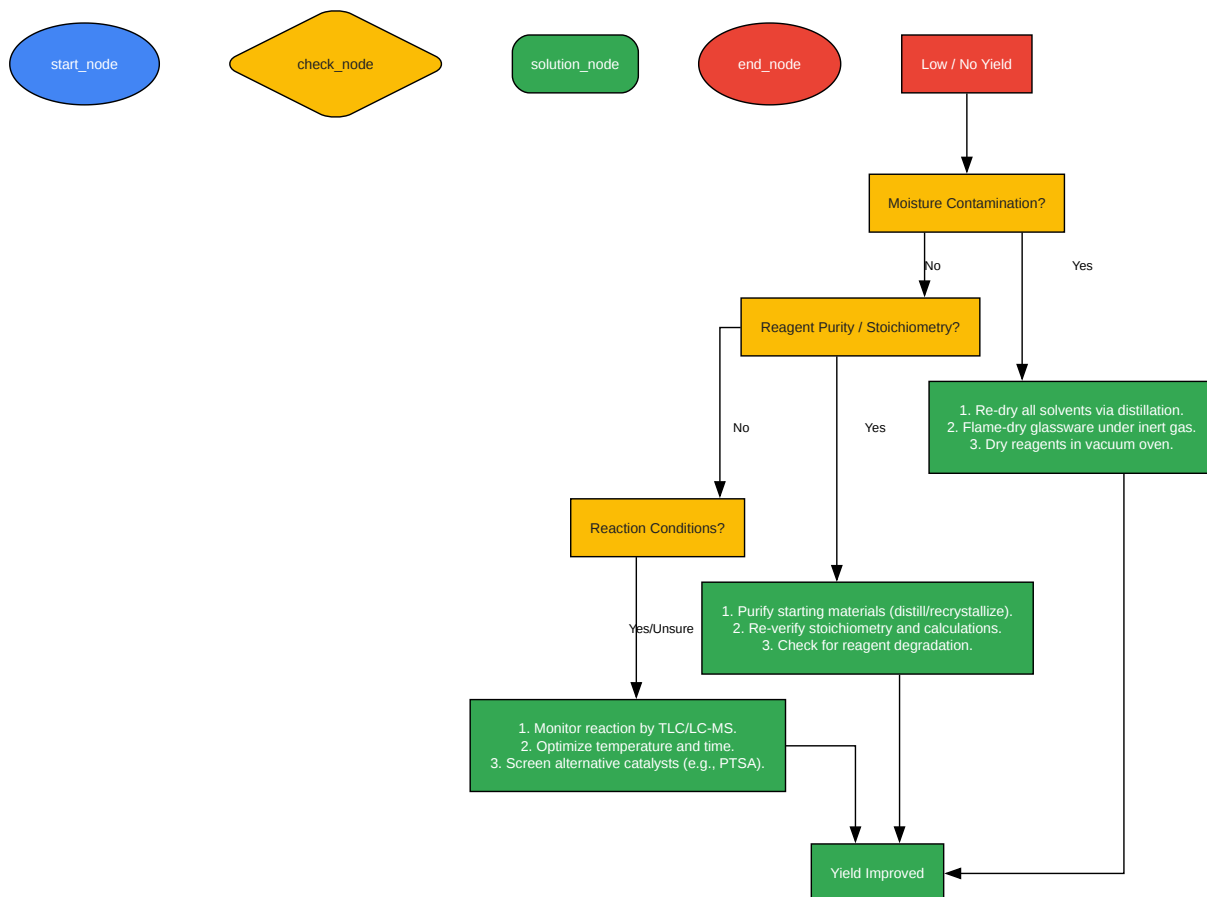 start_node
check_node
solution_node
end_node
Low / No Yield
Moisture Contamination?
No
Yes
Reagent Purity / Stoichiometry?
1. Re-dry all solvents via distillation.
2. Flame-dry glassware under inert gas.
3. Dry reagents in vacuum oven.
No
Yes
Reaction Conditions?
1. Purify starting materials (distill/recrystallize).
2. Re-verify stoichiometry and calculations.
3. Check for reagent degradation.
Yes/Unsure
1. Monitor reaction by TLC/LC-MS.
2. Optimize temperature and time.
3. Screen alternative catalysts (e.g., PTSA).
Yield Improved